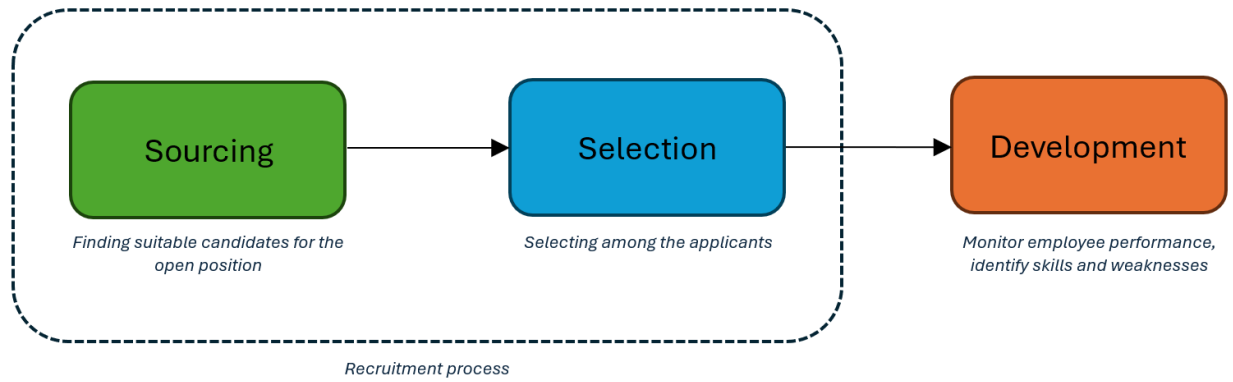 Sourcing
Selection
Development
Finding suitable candidates for the
open position
Selecting among the applicants
Monitor employee performance,
identify skills and weaknesses
Recruitment process